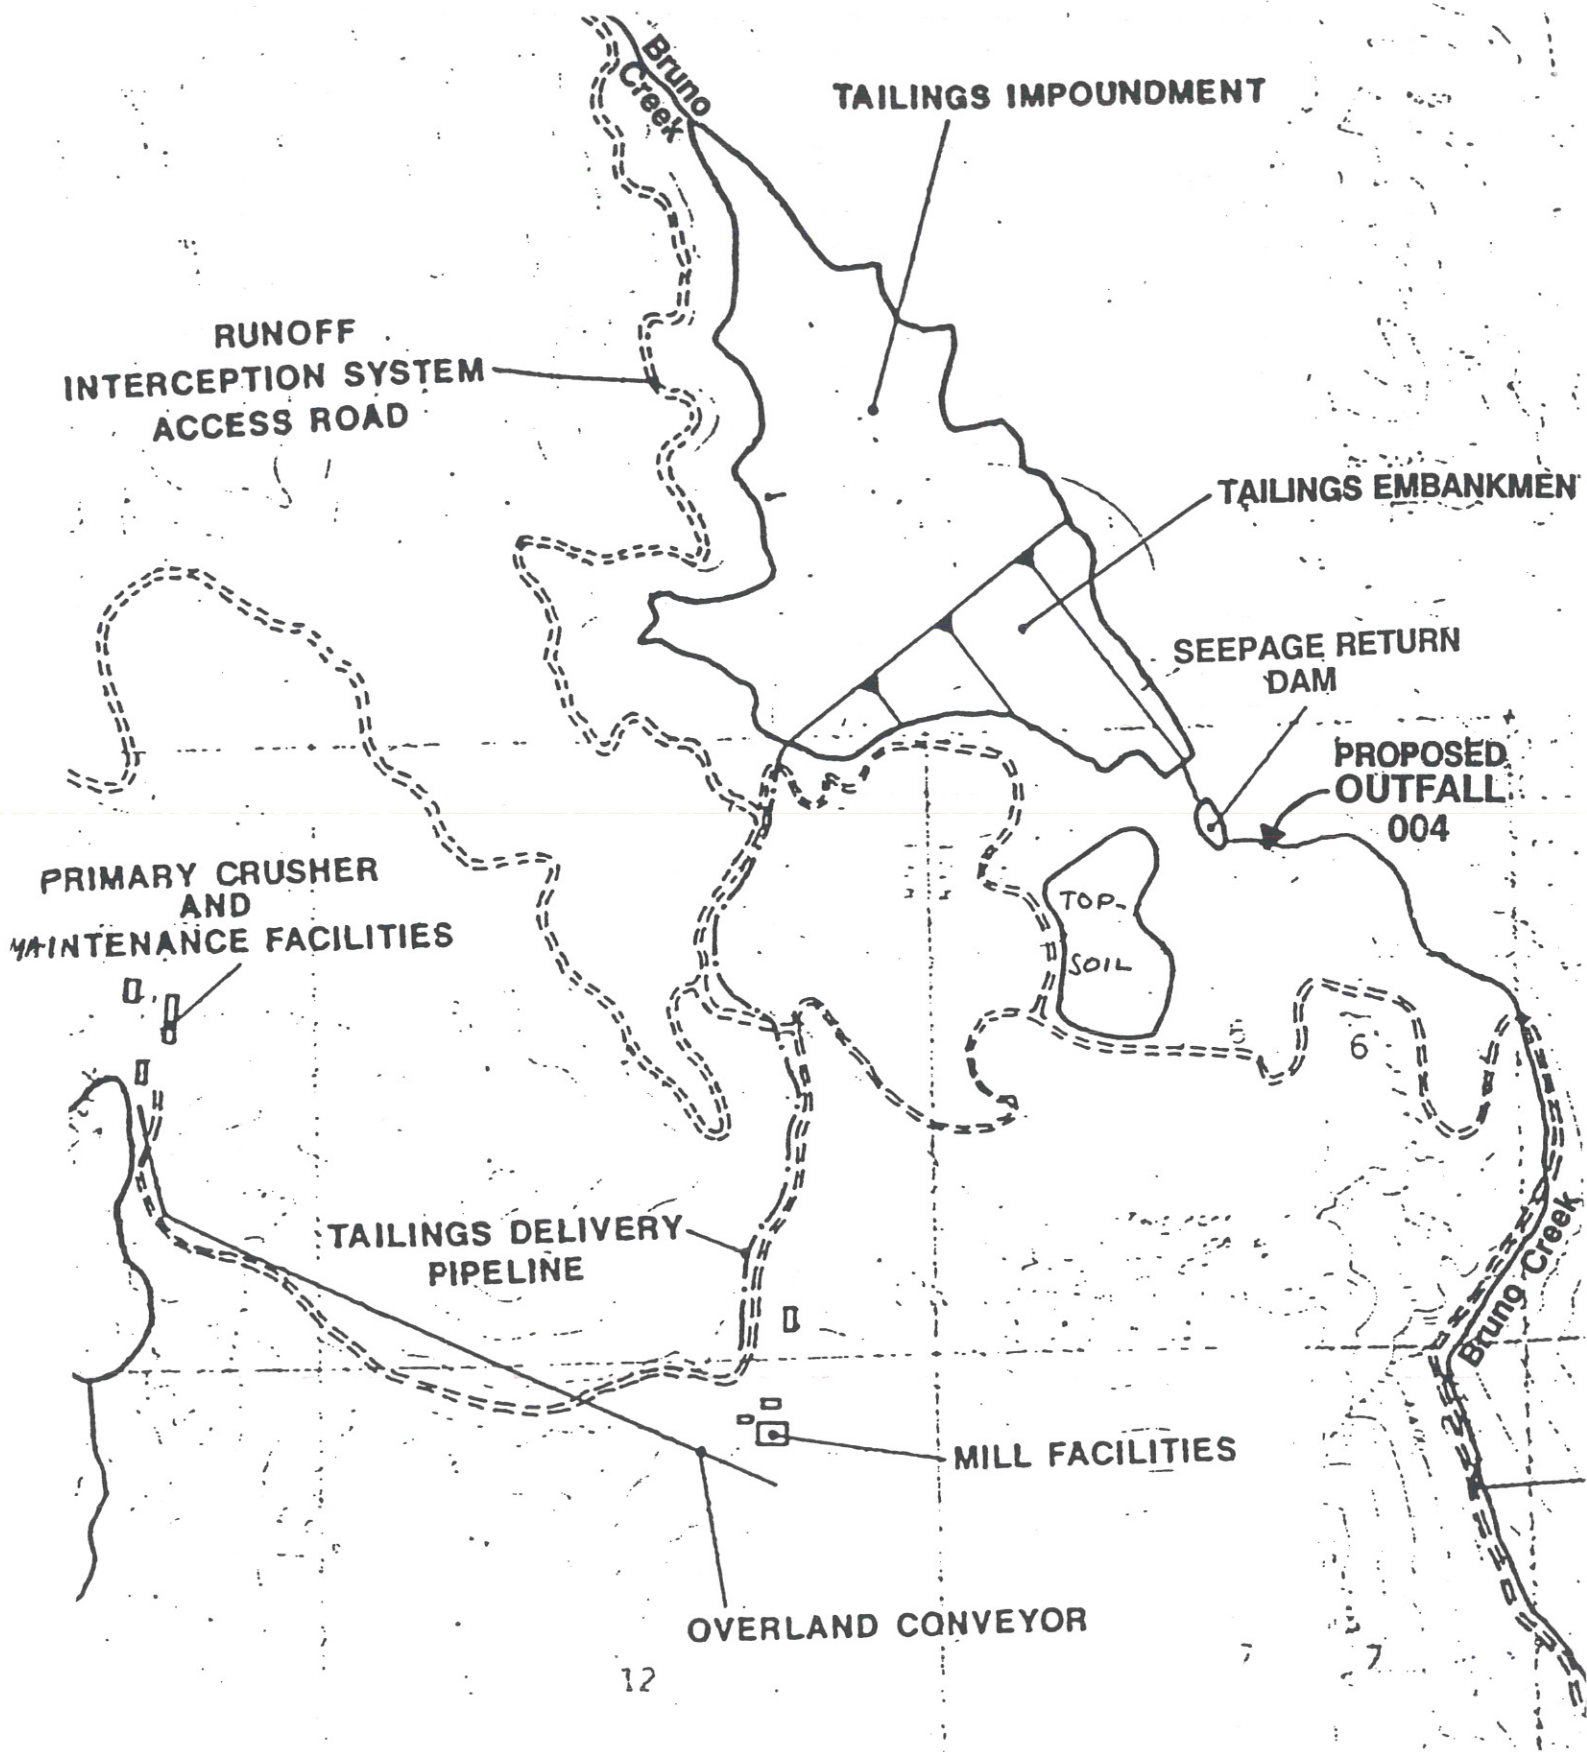 Bruno
Creek
TAILINGS IMPOUNDMENT
RUNOFF
INTERCEPTION SYSTEM
ACCESS ROAD
TAILINGS EMBANKMEN
SEEPAGE RETURN
DAM
PROPOSED
OUTFALL
004
PRIMARY CRUSHER
AND
MAINTENANCE FACILITIES
TOP-
SOIL
6
TAILINGS DELIVERY
PIPELINE
Bruno Creek
MILL FACILITIES
OVERLAND CONVEYOR
12
7
7